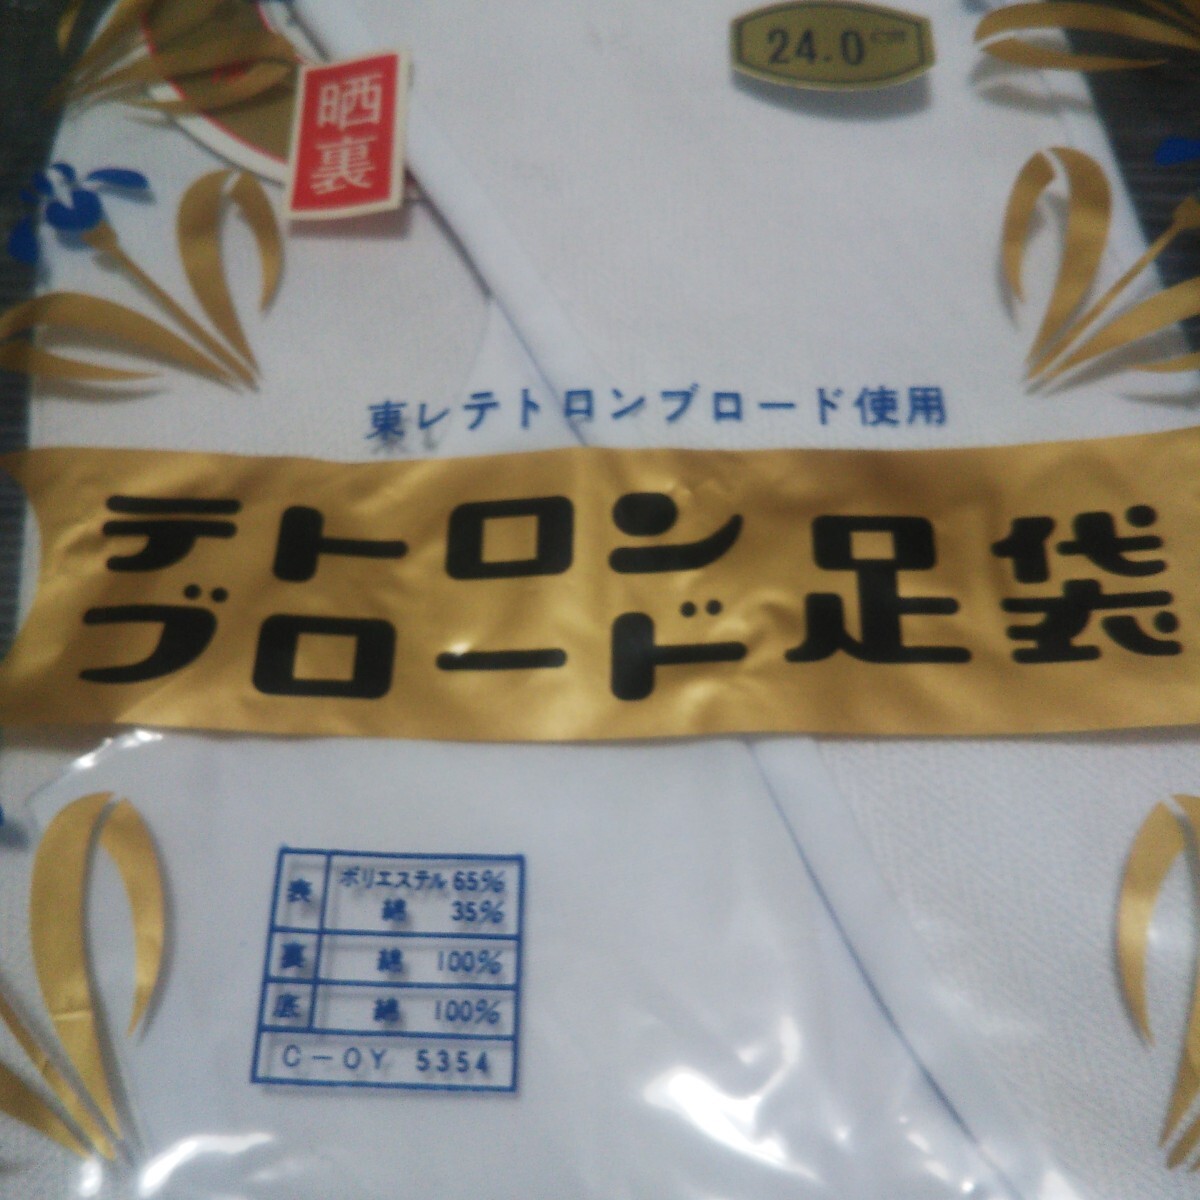 24.0cm
晒裏
東レテトロンブロード使用
テトロン
ブロード足袋
表 ポリエステル 65%
綿 35%
裏 綿 100%
底 綿 100%
C-OY 5354